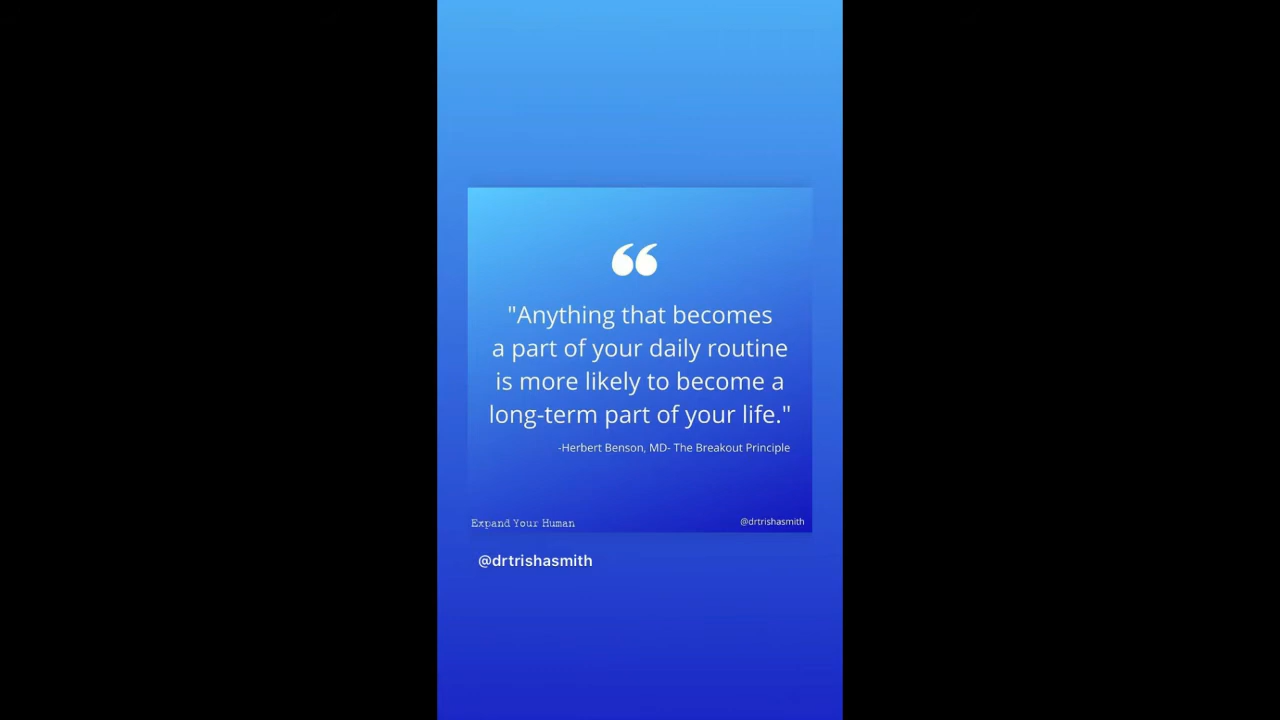 "Anything that becomes
a part of your daily routine
is more likely to become a
long-term part of your life."
-Herbert Benson, MD- The Breakout Principle
Expand Your Human
@drtrishasmith
@drtrishasmith